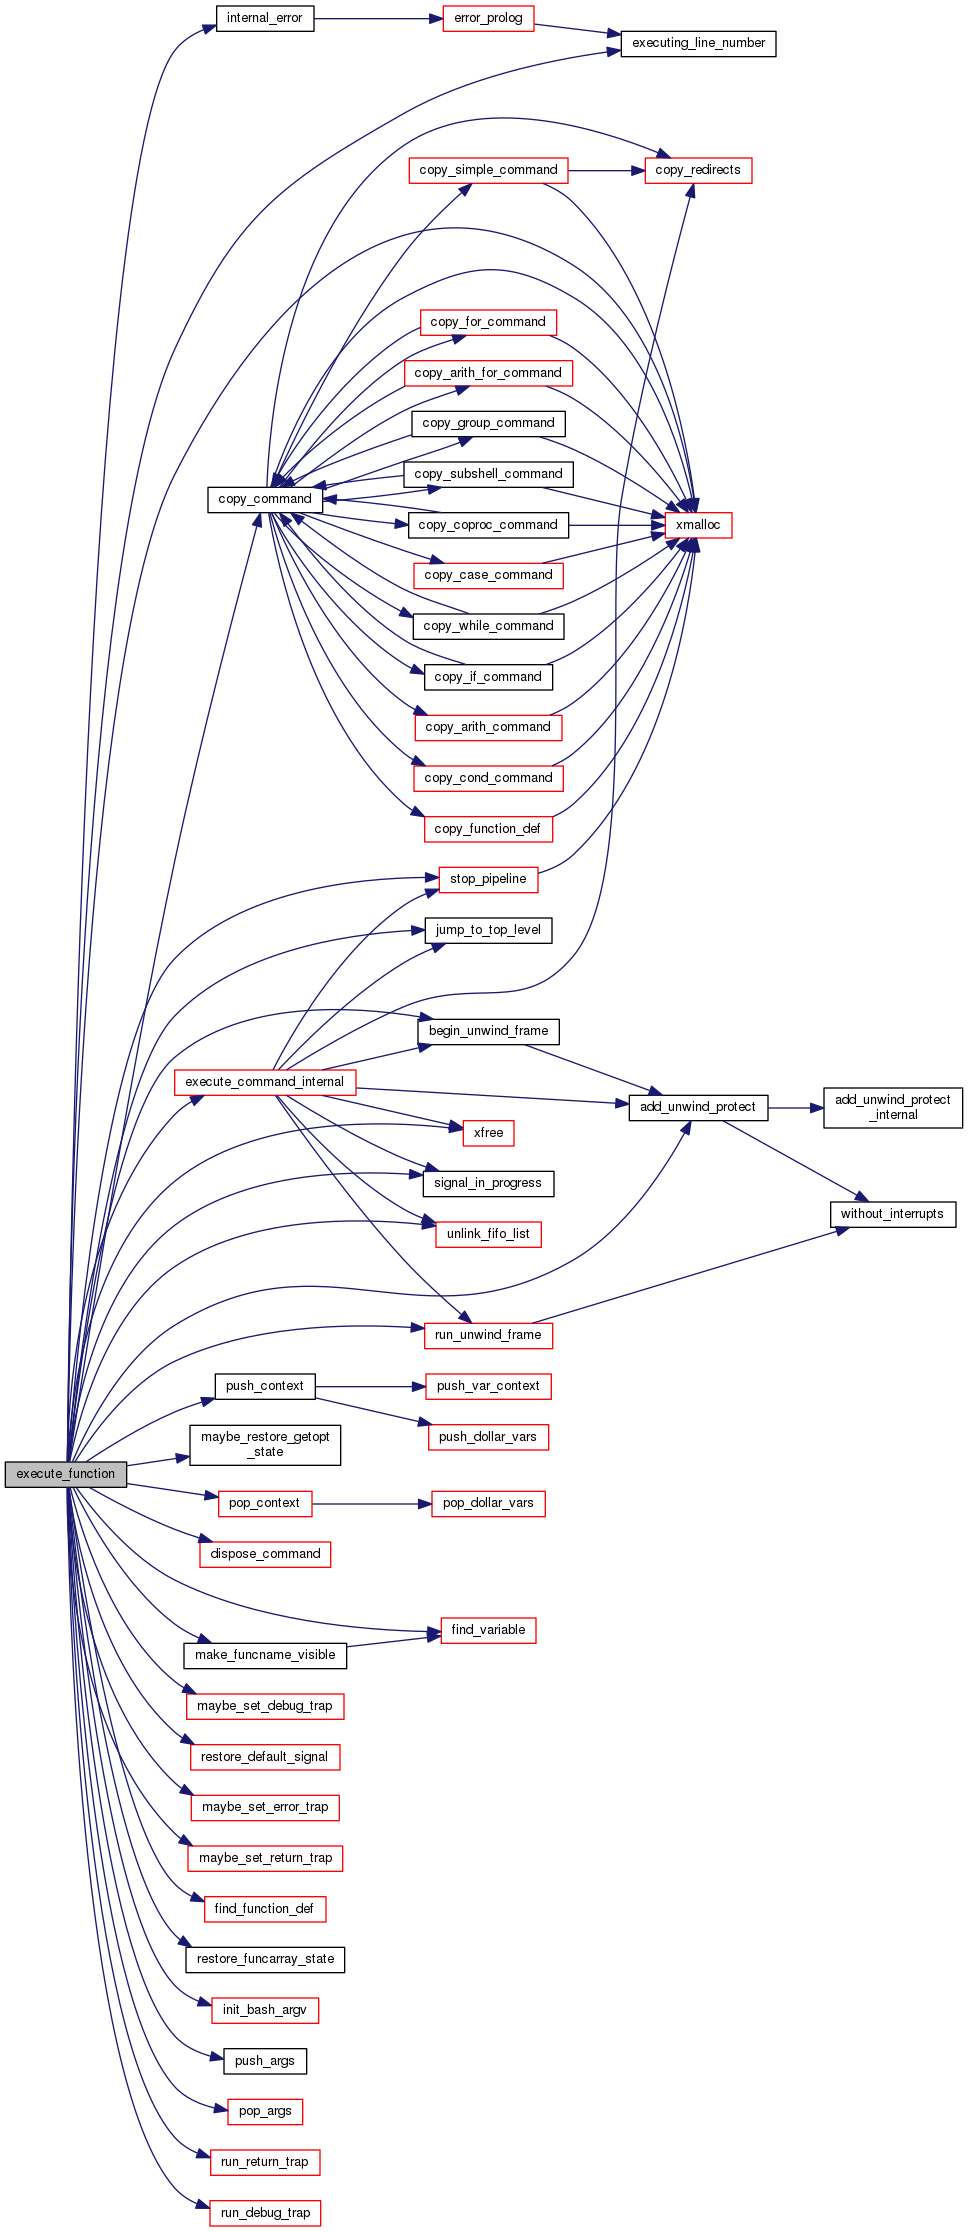 internal_error
error_prolog
executing_line_number
copy_simple_command
copy_redirects
copy_for_command
copy_arith_for_command
copy_group_command
copy_subshell_command
copy_command
copy_coproc_command
xmalloc
copy_case_command
copy_while_command
copy_if_command
copy_arith_command
copy_cond_command
copy_function_def
stop_pipeline
jump_to_top_level
begin_unwind_frame
execute_command_internal
add_unwind_protect
add_unwind_protect
_internal
xfree
signal_in_progress
without_interrupts
unlink_fifo_list
run_unwind_frame
push_context
push_var_context
maybe_restore_getopt
_state
push_dollar_vars
execute_function
pop_context
pop_dollar_vars
dispose_command
find_variable
make_funcname_visible
maybe_set_debug_trap
restore_default_signal
maybe_set_error_trap
maybe_set_return_trap
find_function_def
restore_funcarray_state
init_bash_argv
push_args
pop_args
run_return_trap
run_debug_trap